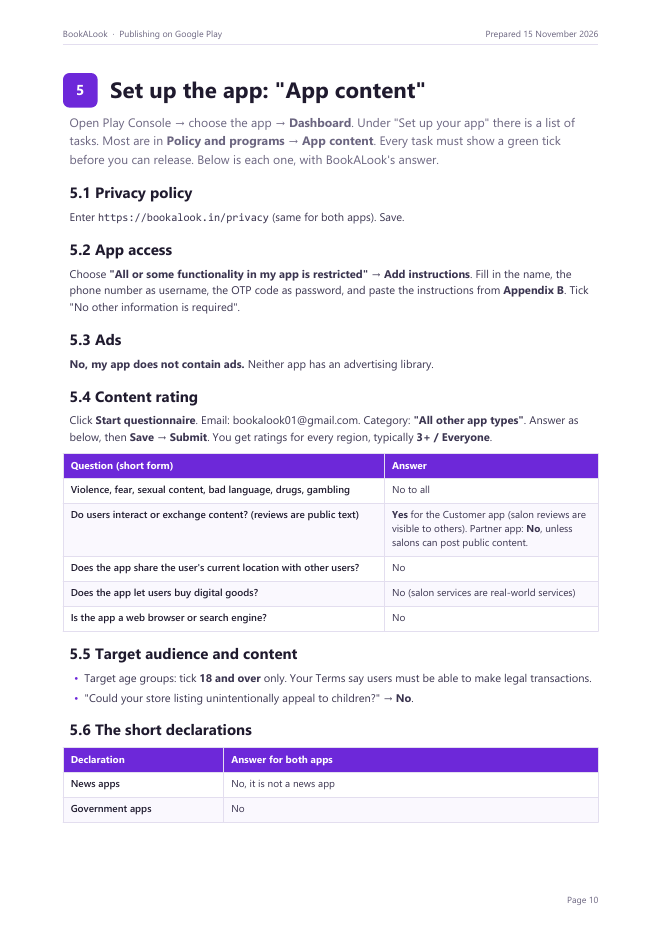 BookALook · Publishing on Google Play
Prepared 15 November 2026
5
Set up the app: "App content"
Open Play Console → choose the app → Dashboard. Under "Set up your app" there is a list of
tasks. Most are in Policy and programs → App content. Every task must show a green tick
before you can release. Below is each one, with BookALook's answer.
5.1 Privacy policy
Enter https://bookalook.in/privacy (same for both apps). Save.
5.2 App access
Choose "All or some functionality in my app is restricted" → Add instructions. Fill in the name, the
phone number as username, the OTP code as password, and paste the instructions from Appendix B. Tick
"No other information is required".
5.3 Ads
No, my app does not contain ads. Neither app has an advertising library.
5.4 Content rating
Click Start questionnaire. Email: bookalook01@gmail.com. Category: "All other app types". Answer as
below, then Save → Submit. You get ratings for every region, typically 3+ / Everyone.
Question (short form)
Answer
Violence, fear, sexual content, bad language, drugs, gambling
No to all
Do users interact or exchange content? (reviews are public text)
Yes for the Customer app (salon reviews are
visible to others). Partner app: No, unless
salons can post public content.
Does the app share the user's current location with other users?
No
Does the app let users buy digital goods?
No (salon services are real-world services)
Is the app a web browser or search engine?
No
5.5 Target audience and content
• Target age groups: tick 18 and over only. Your Terms say users must be able to make legal transactions.
• "Could your store listing unintentionally appeal to children?" → No.
5.6 The short declarations
Declaration
Answer for both apps
News apps
No, it is not a news app
Government apps
No
Page 10